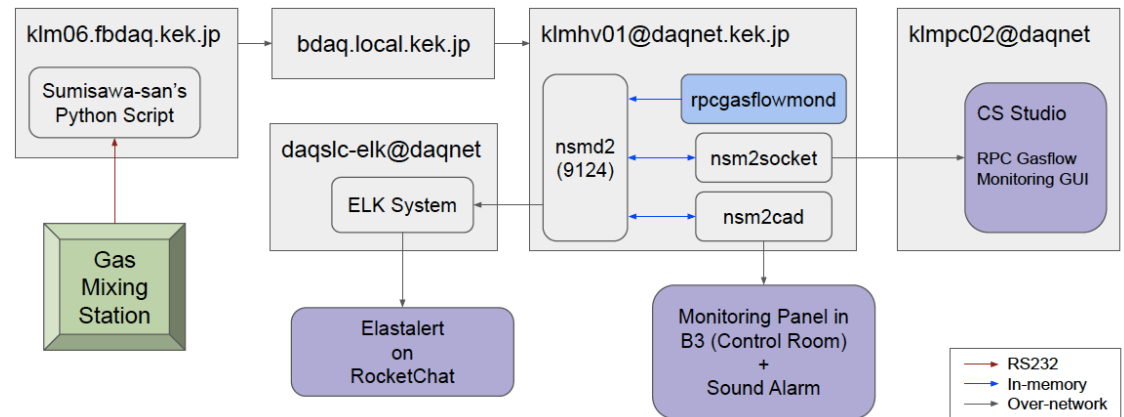 klm06.fbdaq.kek.jp
Sumisawa-san's
Python Script
Gas
Mixing
Station
bdaq.local.kek.jp
daqslc-elk@daqnet
ELK System
Elastalert
on
RocketChat
klmhv01@daqnet.kek.jp
nsmd2
(9124)
rpcgasflowmond
nsm2socket
nsm2cad
Monitoring Panel in
B3 (Control Room)
+
Sound Alarm
klmpc02@daqnet
CS Studio
RPC Gasflow
Monitoring GUI
RS232
In-memory
Over-network